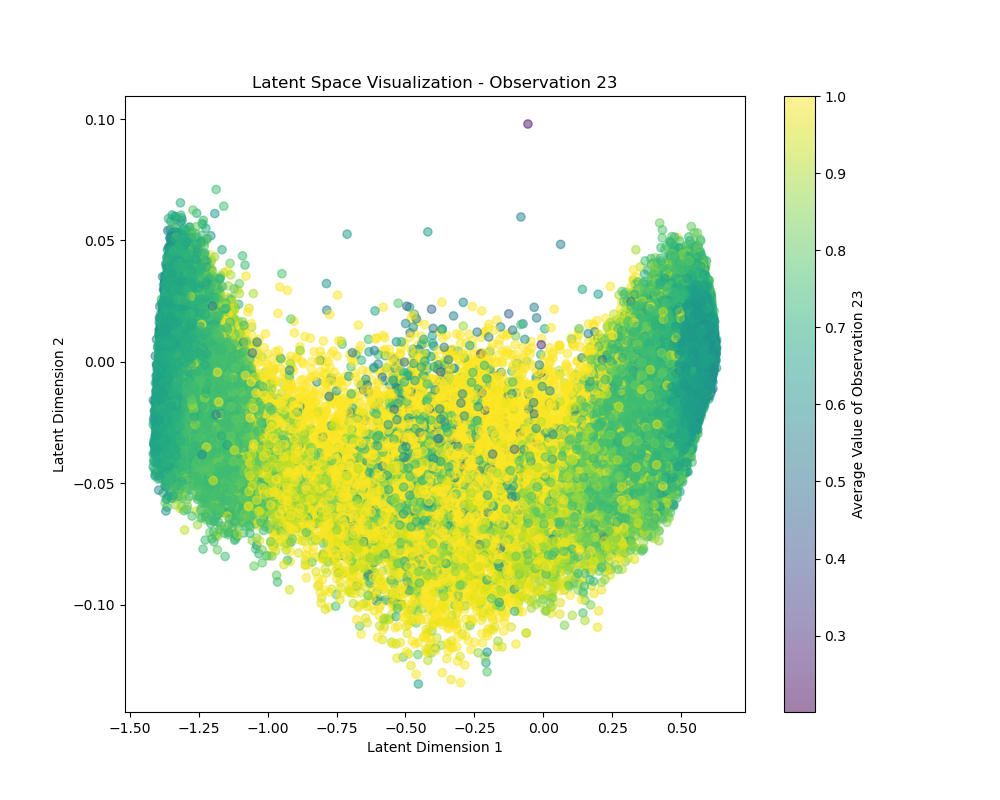 Latent Space Visualization - Observation 23
0.10
0.05
0.00
−0.05
−0.10
Latent Dimension 2
−1.50 −1.25 −1.00 −0.75 −0.50 −0.25 0.00 0.25 0.50
Latent Dimension 1
1.0
0.9
0.8
0.7
0.6
0.5
0.4
0.3
Average Value of Observation 23